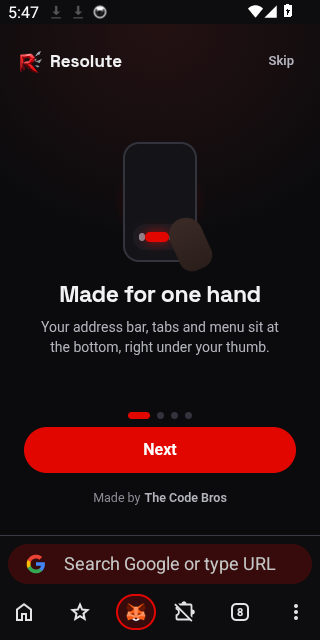 5:47
Resolute
Skip
Made for one hand
Your address bar, tabs and menu sit at
the bottom, right under your thumb.
Next
Made by The Code Bros
Search Google or type URL
8